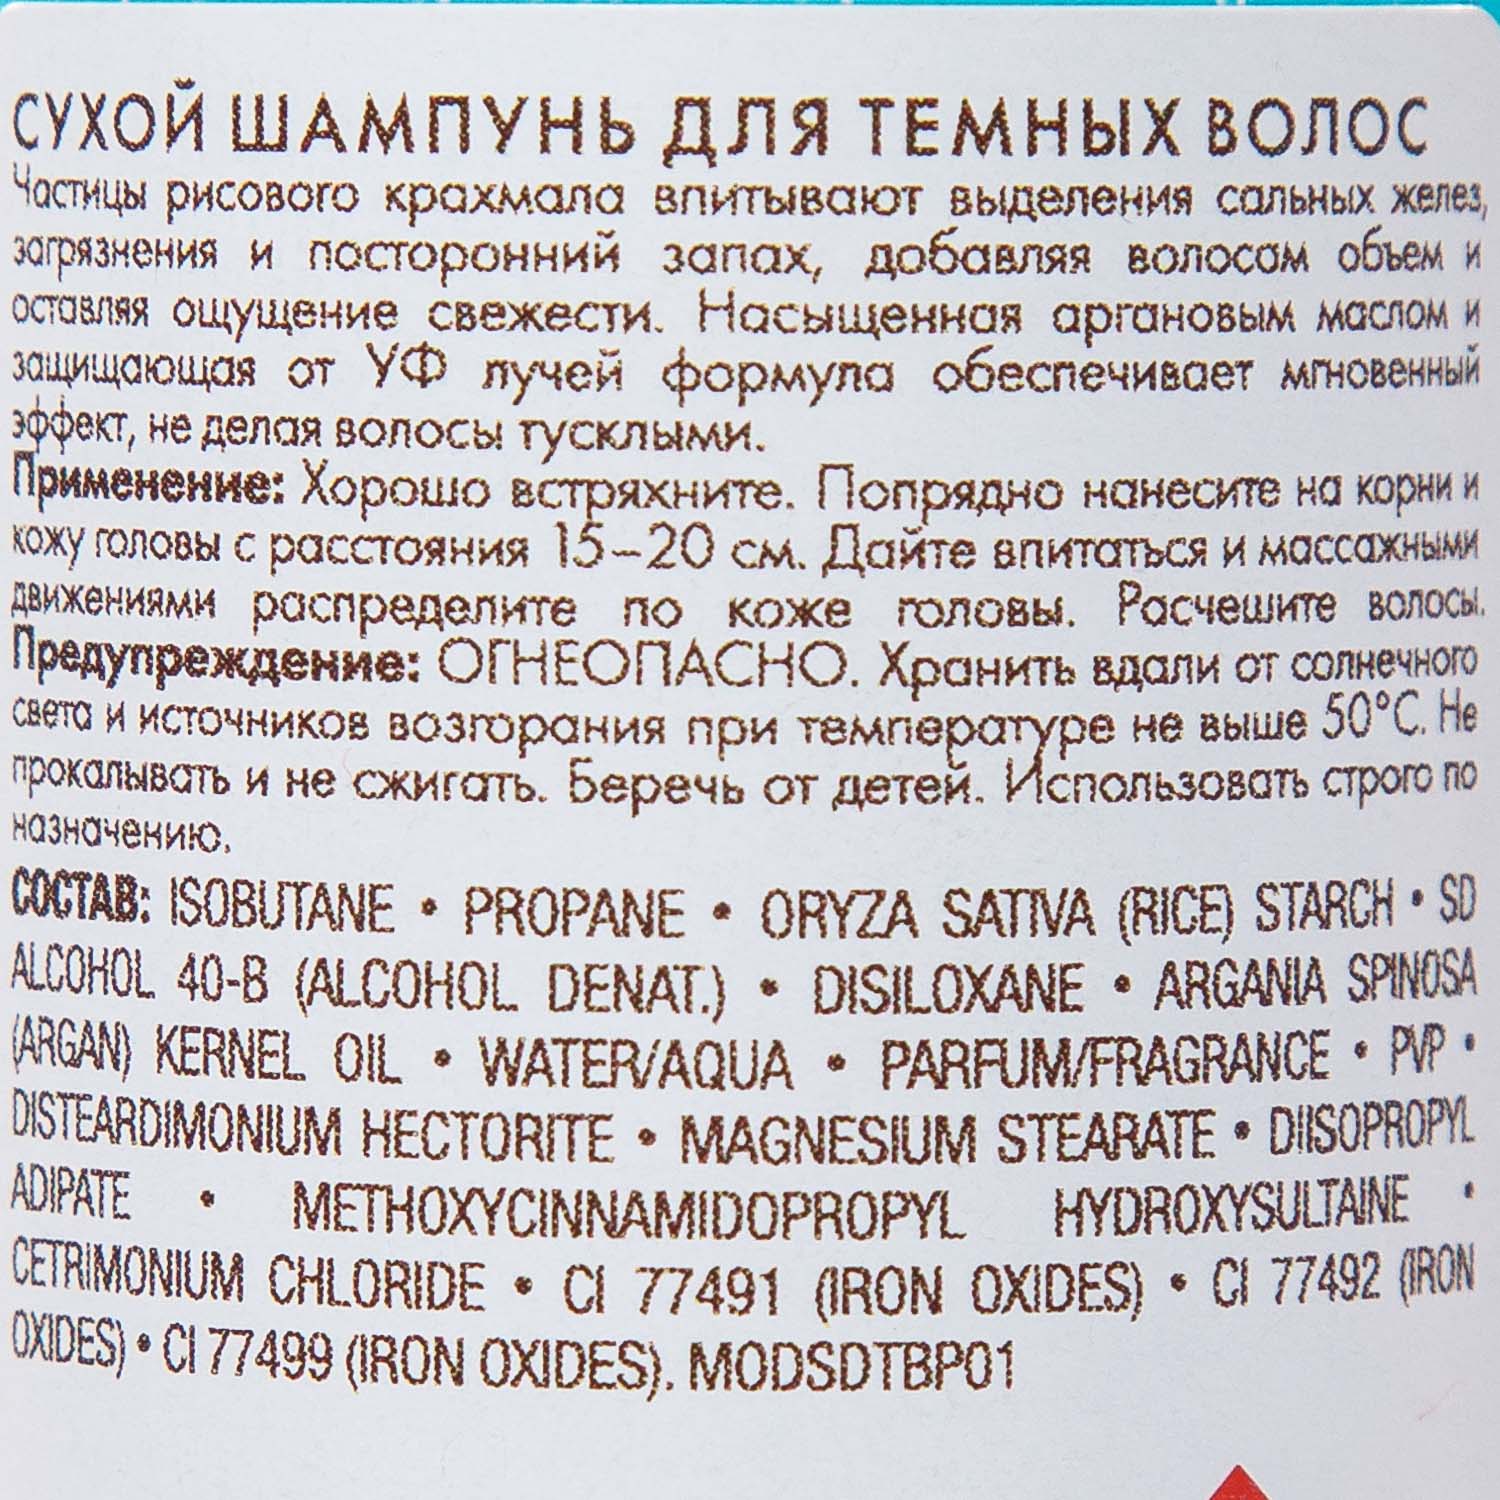 СУХОЙ ШАМПУНЬ ДЛЯ ТЕМНЫХ ВОЛОС
Частицы рисового крахмала впитывают выделения сальных желез,
загрязнения и посторонний запах, добавляя волосам объем и
оставляя ощущение свежести. Насыщенная аргановым маслом и
защищающая от УФ лучей формула обеспечивает мгновенный
эффект, не делая волосы тусклыми.
Применение: Хорошо встряхните. Попрядно нанесите на корни и
кожу головы с расстояния 15–20 см. Дайте впитаться и массажными
движениями распределите по коже головы. Расчешите волосы.
Предупреждение: ОГНЕОПАСНО. Хранить вдали от солнечного
света и источников возгорания при температуре не выше 50°С. Не
прокалывать и не сжигать. Беречь от детей. Использовать строго по
назначению.
СОСТАВ: ISOBUTANE • PROPANE • ORYZA SATIVA (RICE) STARCH • SD
ALCOHOL 40-B (ALCOHOL DENAT.) • DISILOXANE • ARGANIA SPINOSA
(ARGAN) KERNEL OIL • WATER/AQUA • PARFUM/FRAGRANCE • PVP •
DISTEARDIMONIUM HECTORITE • MAGNESIUM STEARATE • DIISOPROPYL
ADIPATE • METHOXYCINNAMIDOPROPYL HYDROXYSULTAINE •
CETRIMONIUM CHLORIDE • CI 77491 (IRON OXIDES) • CI 77492 (IRON
OXIDES) • CI 77499 (IRON OXIDES). MODSDTBP01